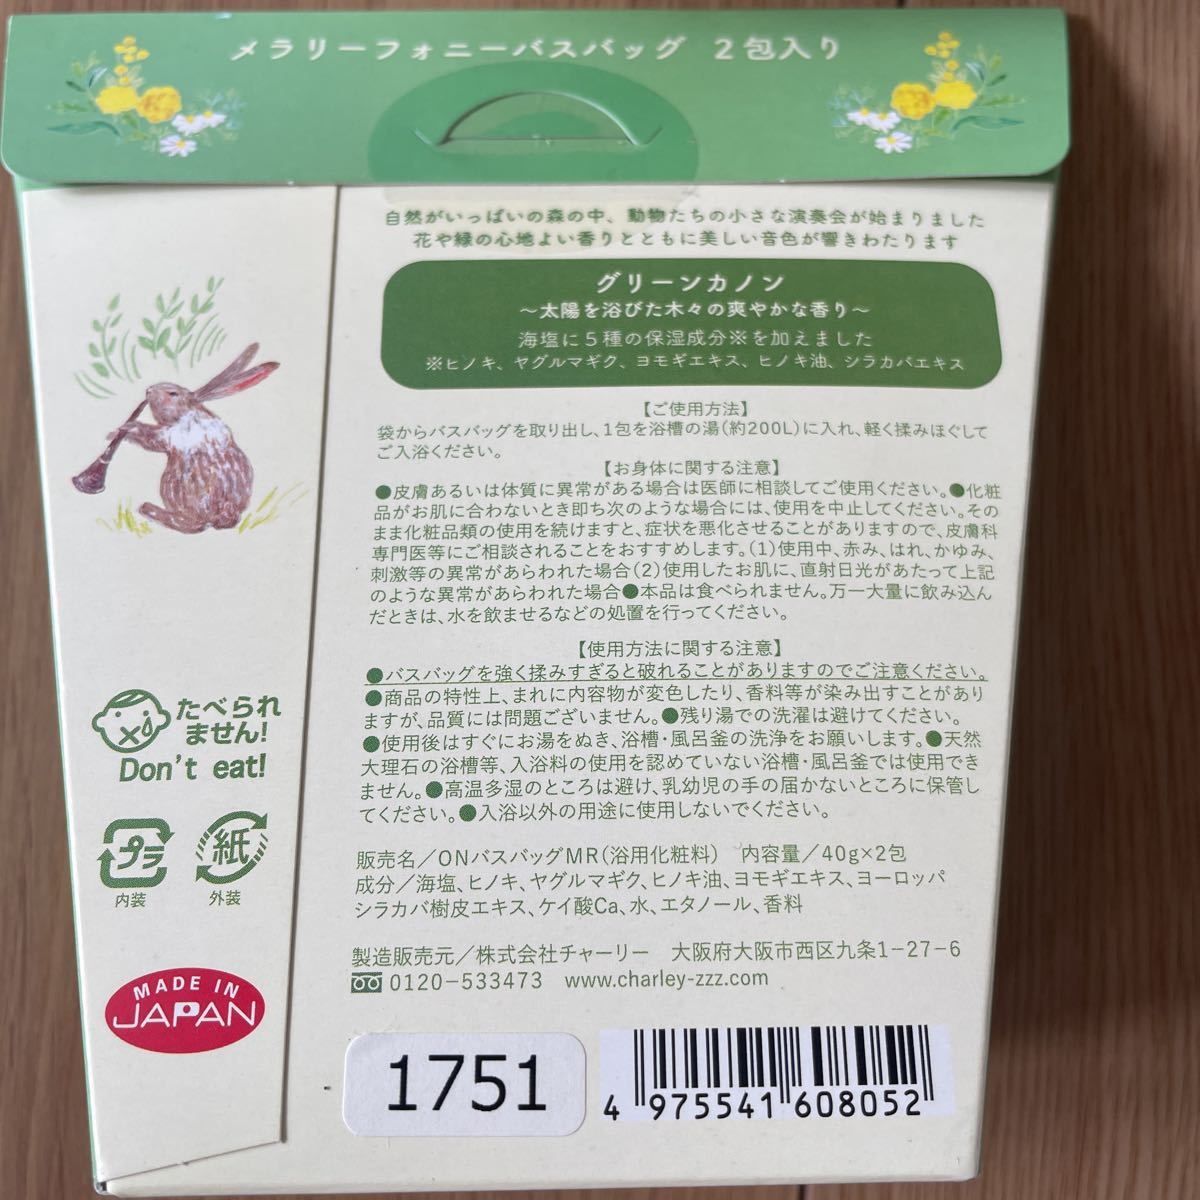 メラリーフォニーバスバッグ 2包入り
自然がいっぱいの森の中、動物たちの小さな演奏会が始まりました
花や緑の心地よい香りとともに美しい音色が響きわたります
グリーンカノン
～太陽を浴びた木々の爽やかな香り～
海塩に5種の保湿成分※を加えました
※ヒノキ、ヤグルマギク、ヨモギエキス、ヒノキ油、シラカバエキス
【ご使用方法】
袋からバスバッグを取り出し、1包を浴槽の湯(約200L)に入れ、軽く揉みほぐして
ご入浴ください。
【お身体に関する注意】
●皮膚あるいは体質に異常がある場合は医師に相談してご使用ください。●化粧
品がお肌に合わないとき即ち次のような場合には、使用を中止してください。その
まま化粧品類の使用を続けますと、症状を悪化させることがありますので、皮膚科
専門医等にご相談されることをおすすめします。(1)使用中、赤み、はれ、かゆみ、
刺激等の異常があらわれた場合(2)使用したお肌に、直射日光があたって上記
のような異常があらわれた場合●本品は食べられません。万一大量に飲み込ん
だときは、水を飲ませるなどの処置を行ってください。
【使用方法に関する注意】
●バスバッグを強く揉みすぎると破れることがありますのでご注意ください。
●商品の特性上、まれに内容物が変色したり、香料等が染み出すことがあり
ますが、品質には問題ございません。●残り湯での洗濯は避けてください。
●使用後はすぐにお湯をぬき、浴槽・風呂釜の洗浄をお願いします。●天然
大理石の浴槽等、入浴料の使用を認めていない浴槽・風呂釜では使用でき
ません。●高温多湿のところは避け、乳幼児の手の届かないところに保管し
てください。●入浴以外の用途に使用しないでください。
販売名／ONバスバッグMR(浴用化粧料) 内容量／40g×2包
成分／海塩、ヒノキ、ヤグルマギク、ヒノキ油、ヨモギエキス、ヨーロッパ
シラカバ樹皮エキス、ケイ酸Ca、水、エタノール、香料
製造販売元／株式会社チャーリー 大阪府大阪市西区九条1-27-6
0120-533473 www.charley-zzz.com
たべられ
ません!
Don't eat!
プラ
内装
紙
外装
MADE IN
JAPAN
1751
4 975541 608052